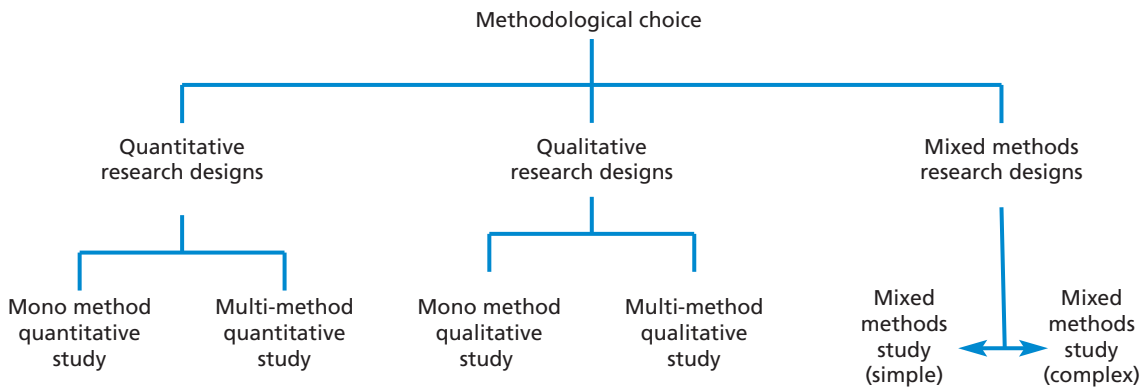 Methodological choice
Quantitative
research designs
Qualitative
research designs
Mixed methods
research designs
Mono method
quantitative
study
Multi-method
quantitative
study
Mono method
qualitative
study
Multi-method
qualitative
study
Mixed
methods
study
(simple)
Mixed
methods
study
(complex)